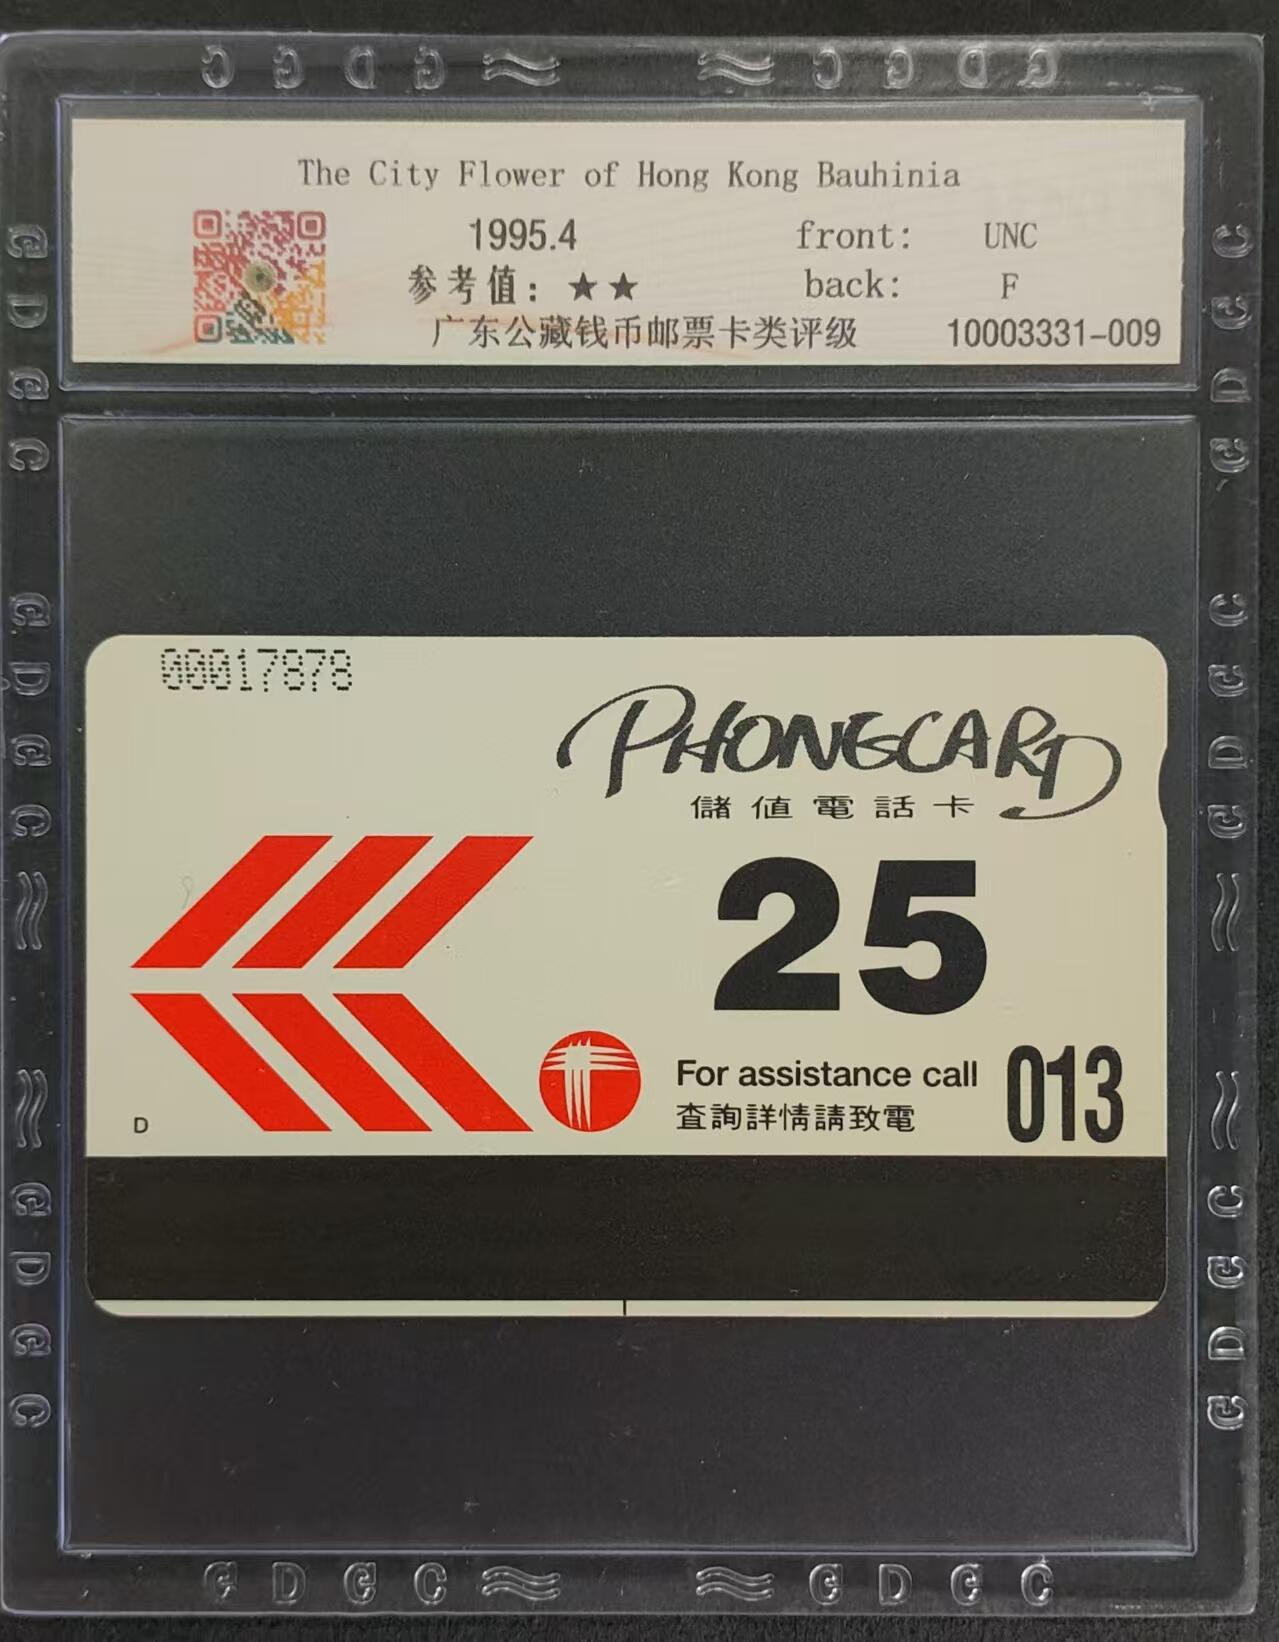 G D G C
G D G C
The City Flower of Hong Kong Bauhinia
1995.4
front: UNC
参考值：★★
back: F
广东公藏钱币邮票卡类评级
10003331-009
00017878
PHONECARD
儲值電話卡
25
For assistance call 013
查詢詳情請致電
D
G D G C
G D G C
G D G C
G D G C
G D G C
G D G C
G D G C
G D G C